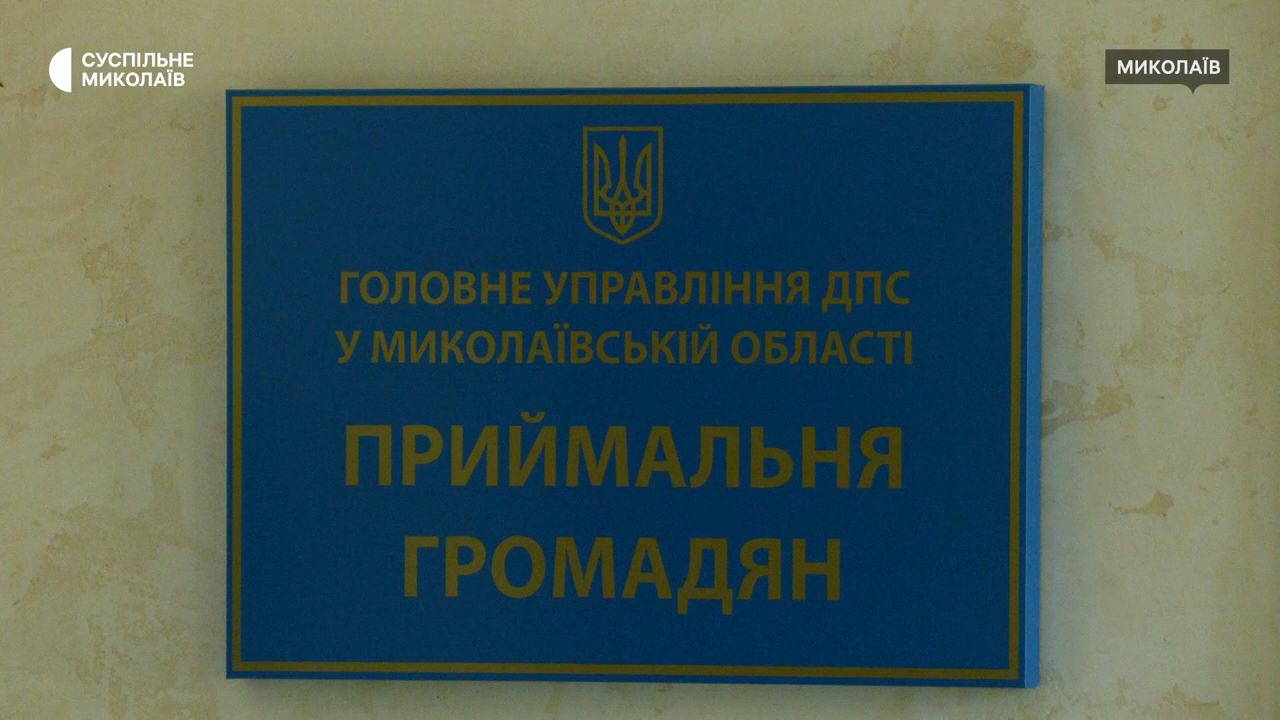 СУСПІЛЬНЕ
МИКОЛАЇВ
МИКОЛАЇВ
ГОЛОВНЕ УПРАВЛІННЯ ДПС
У МИКОЛАЇВСЬКІЙ ОБЛАСТІ
ПРИЙМАЛЬНЯ
ГРОМАДЯН